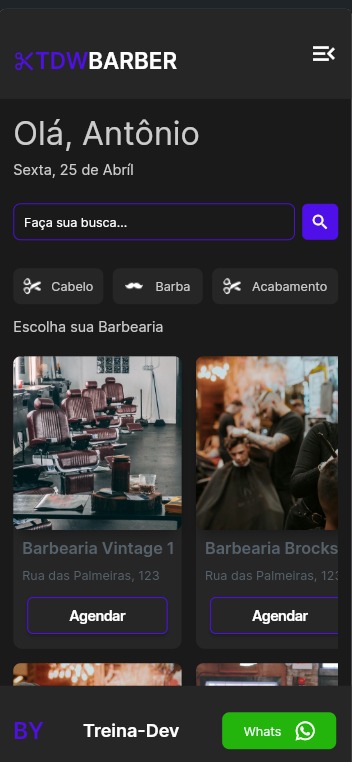 TDWBARBER
Olá, Antônio
Sexta, 25 de Abríl
Faça sua busca...
Cabelo Barba Acabamento
Escolha sua Barbearia
Barbearia Vintage 1 Barbearia Brocks
Rua das Palmeiras, 123 Rua das Palmeiras, 123
Agendar Agendar
BY Treina-Dev Whats